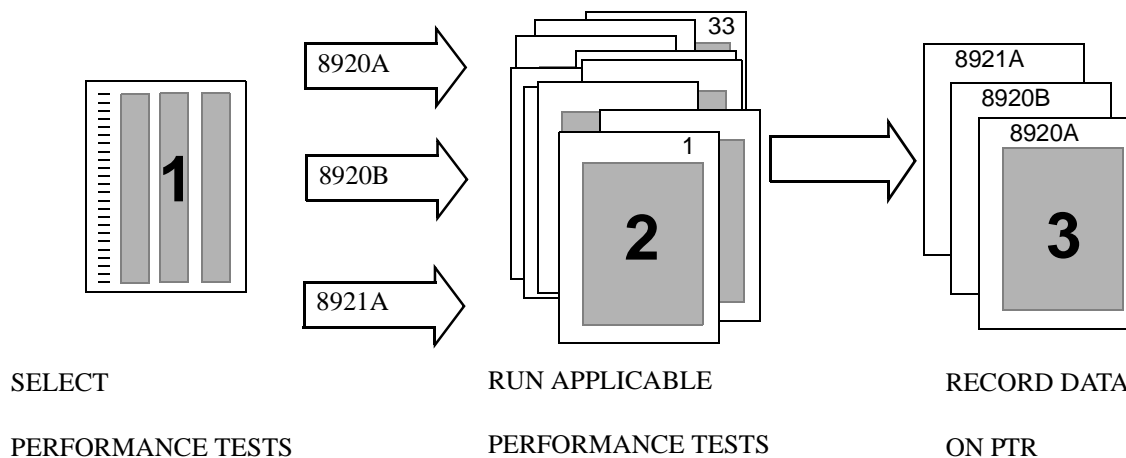 1
8920A
8920B
8921A
33
1
2
8921A
8920B
8920A
3
SELECT
PERFORMANCE TESTS
RUN APPLICABLE
PERFORMANCE TESTS
RECORD DATA
ON PTR